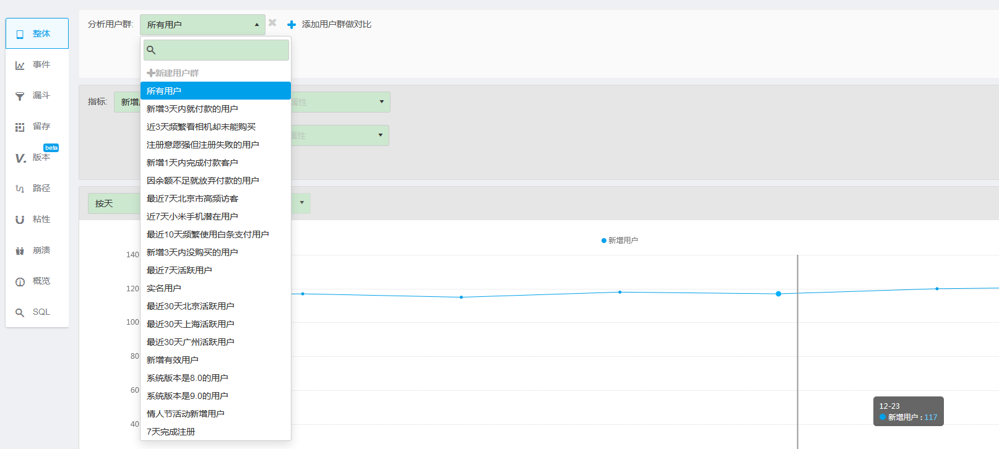 分析用户群:
所有用户
添加用户群做对比
整体
事件
漏斗
留存
beta
版本
路径
粘性
崩溃
概览
SQL
新建用户群
所有用户
新增3天内就付款的用户
近3天频繁看相机却未能购买
注册意愿强但注册失败的用户
新增1天内完成付款客户
因余额不足就放弃付款的用户
最近7天北京市高频访客
近7天小米手机潜在用户
最近10天频繁使用白条支付用户
新增3天内没购买的用户
最近7天活跃用户
实名用户
最近30天北京活跃用户
最近30天上海活跃用户
最近30天广州活跃用户
新增有效用户
系统版本是8.0的用户
系统版本是9.0的用户
情人节活动新增用户
7天完成注册
指标:
新增
属性
属性
按天
新增用户
140
120
100
80
60
40
12-23
新增用户 : 117